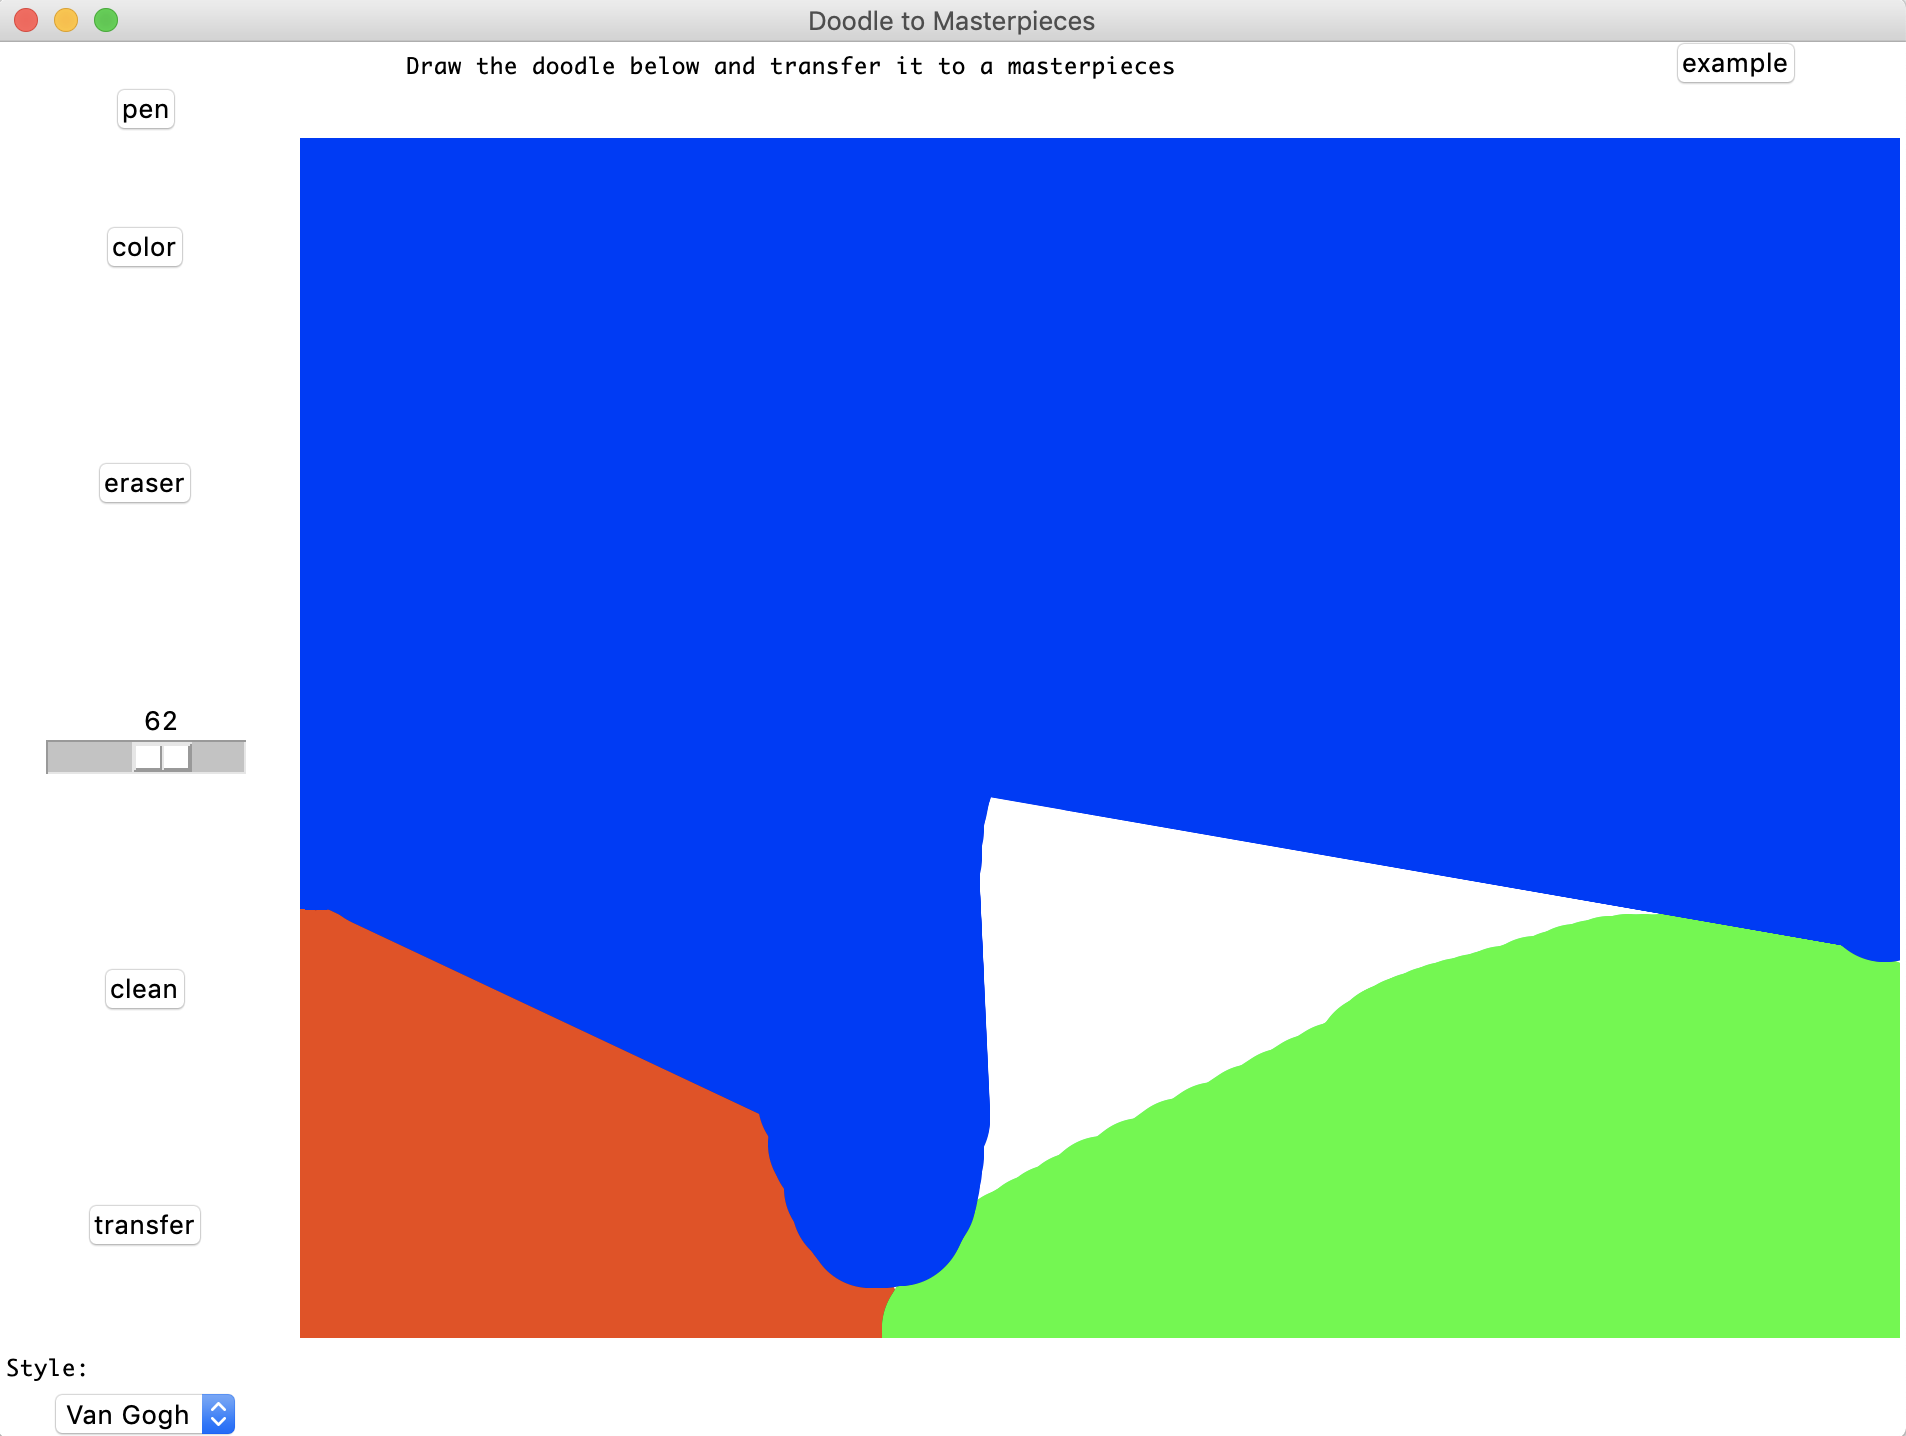 Doodle to Masterpieces
Draw the doodle below and transfer it to a masterpieces
example
pen
color
eraser
62
clean
transfer
Style:
Van Gogh